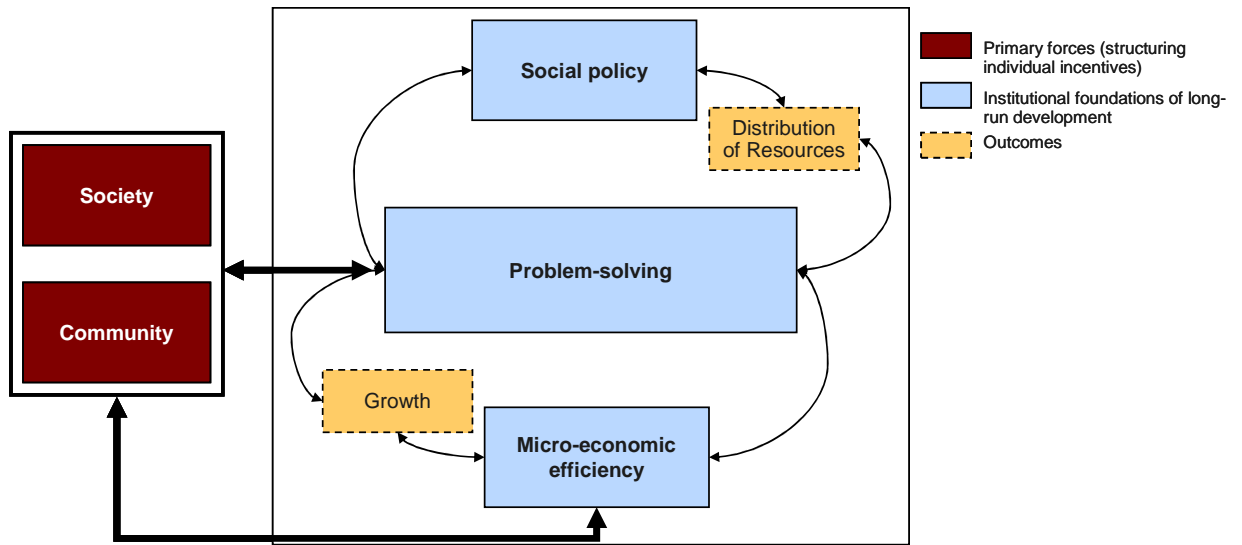 Social policy
Distribution
of Resources
Society
Problem-solving
Community
Growth
Micro-economic
efficiency
Primary forces (structuring
individual incentives)
Institutional foundations of long-
run development
Outcomes